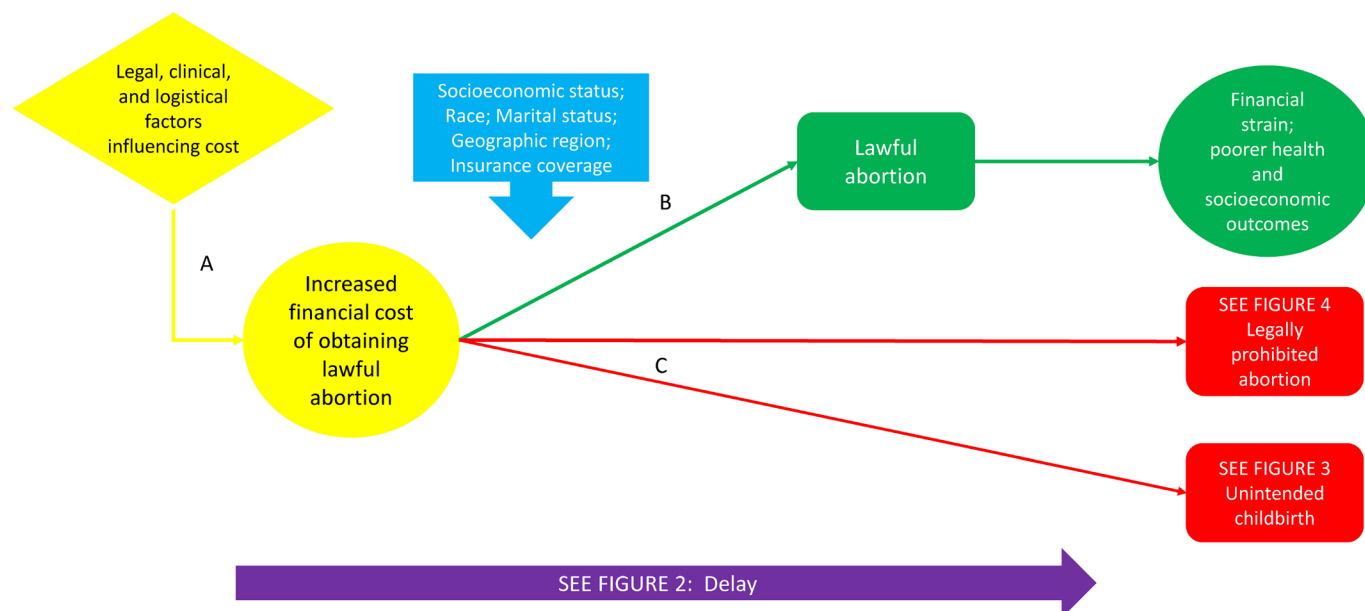 Legal, clinical,
and logistical
factors
influencing cost
A
Increased
financial cost
of obtaining
lawful
abortion
Socioeconomic status;
Race; Marital status;
Geographic region;
Insurance coverage
B
Lawful
abortion
Financial
strain;
poorer health
and
socioeconomic
outcomes
C
SEE FIGURE 4
Legally
prohibited
abortion
SEE FIGURE 3
Unintended
childbirth
SEE FIGURE 2: Delay